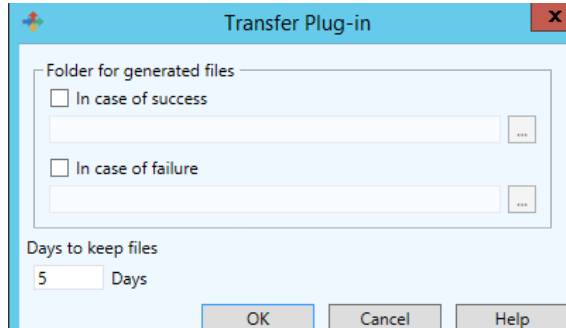 Transfer Plug-in
x
Folder for generated files
In case of success
...
In case of failure
...
Days to keep files
5 Days
OK Cancel Help